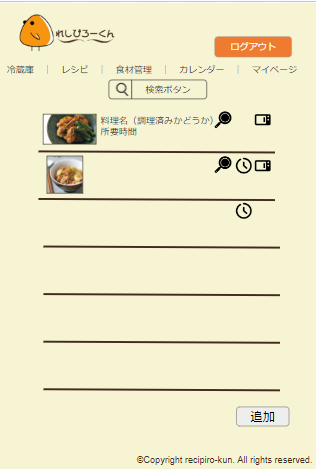 れしぴろーくん
ログアウト
冷蔵庫 | レシピ | 食材管理 | カレンダー | マイページ
検索ボタン
料理名（調理済みかどうか）
所要時間
追加
©Copyright recipiro-kun. All rights reserved.